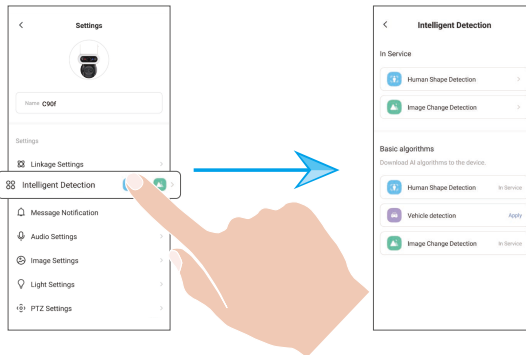 Settings
Name C90f
Settings
Linkage Settings
Intelligent Detection
Message Notification
Audio Settings
Image Settings
Light Settings
PTZ Settings
Intelligent Detection
In Service
Human Shape Detection
Image Change Detection
Basic algorithms
Download AI algorithms to the device.
Human Shape Detection In Service
Vehicle detection Apply
Image Change Detection In Service